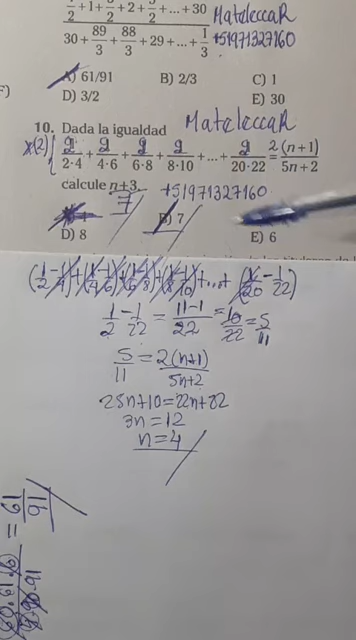 1/2 + 1 + 3/2 + 2 + 5/2 + ... + 30 MateleccaR
30 + 89/3 + 88/3 + 29 + ... + 1/3 +51971327160
A) 61/91 B) 2/3 C) 1
D) 3/2 E) 30
10. Dada la igualdad MateleccaR
x(2) { 2/2·4 + 2/4·6 + 2/6·8 + 2/8·10 + ... + 2/20·22 = 2(n+1)/5n+2
calcule n+3. 7 +51971327160
B) 7
D) 8 E) 6
(1/2 - 1/4) + (1/4 - 1/6) + (1/6 - 1/8) + (1/8 - 1/10) + ... + (1/20 - 1/22)
1/2 - 1/22 = 11-1/22 = 10/22 = 5/11
5/11 = 2(n+1)/5n+2
25n+10=22n+22
3n=12
n=4
= 61/91